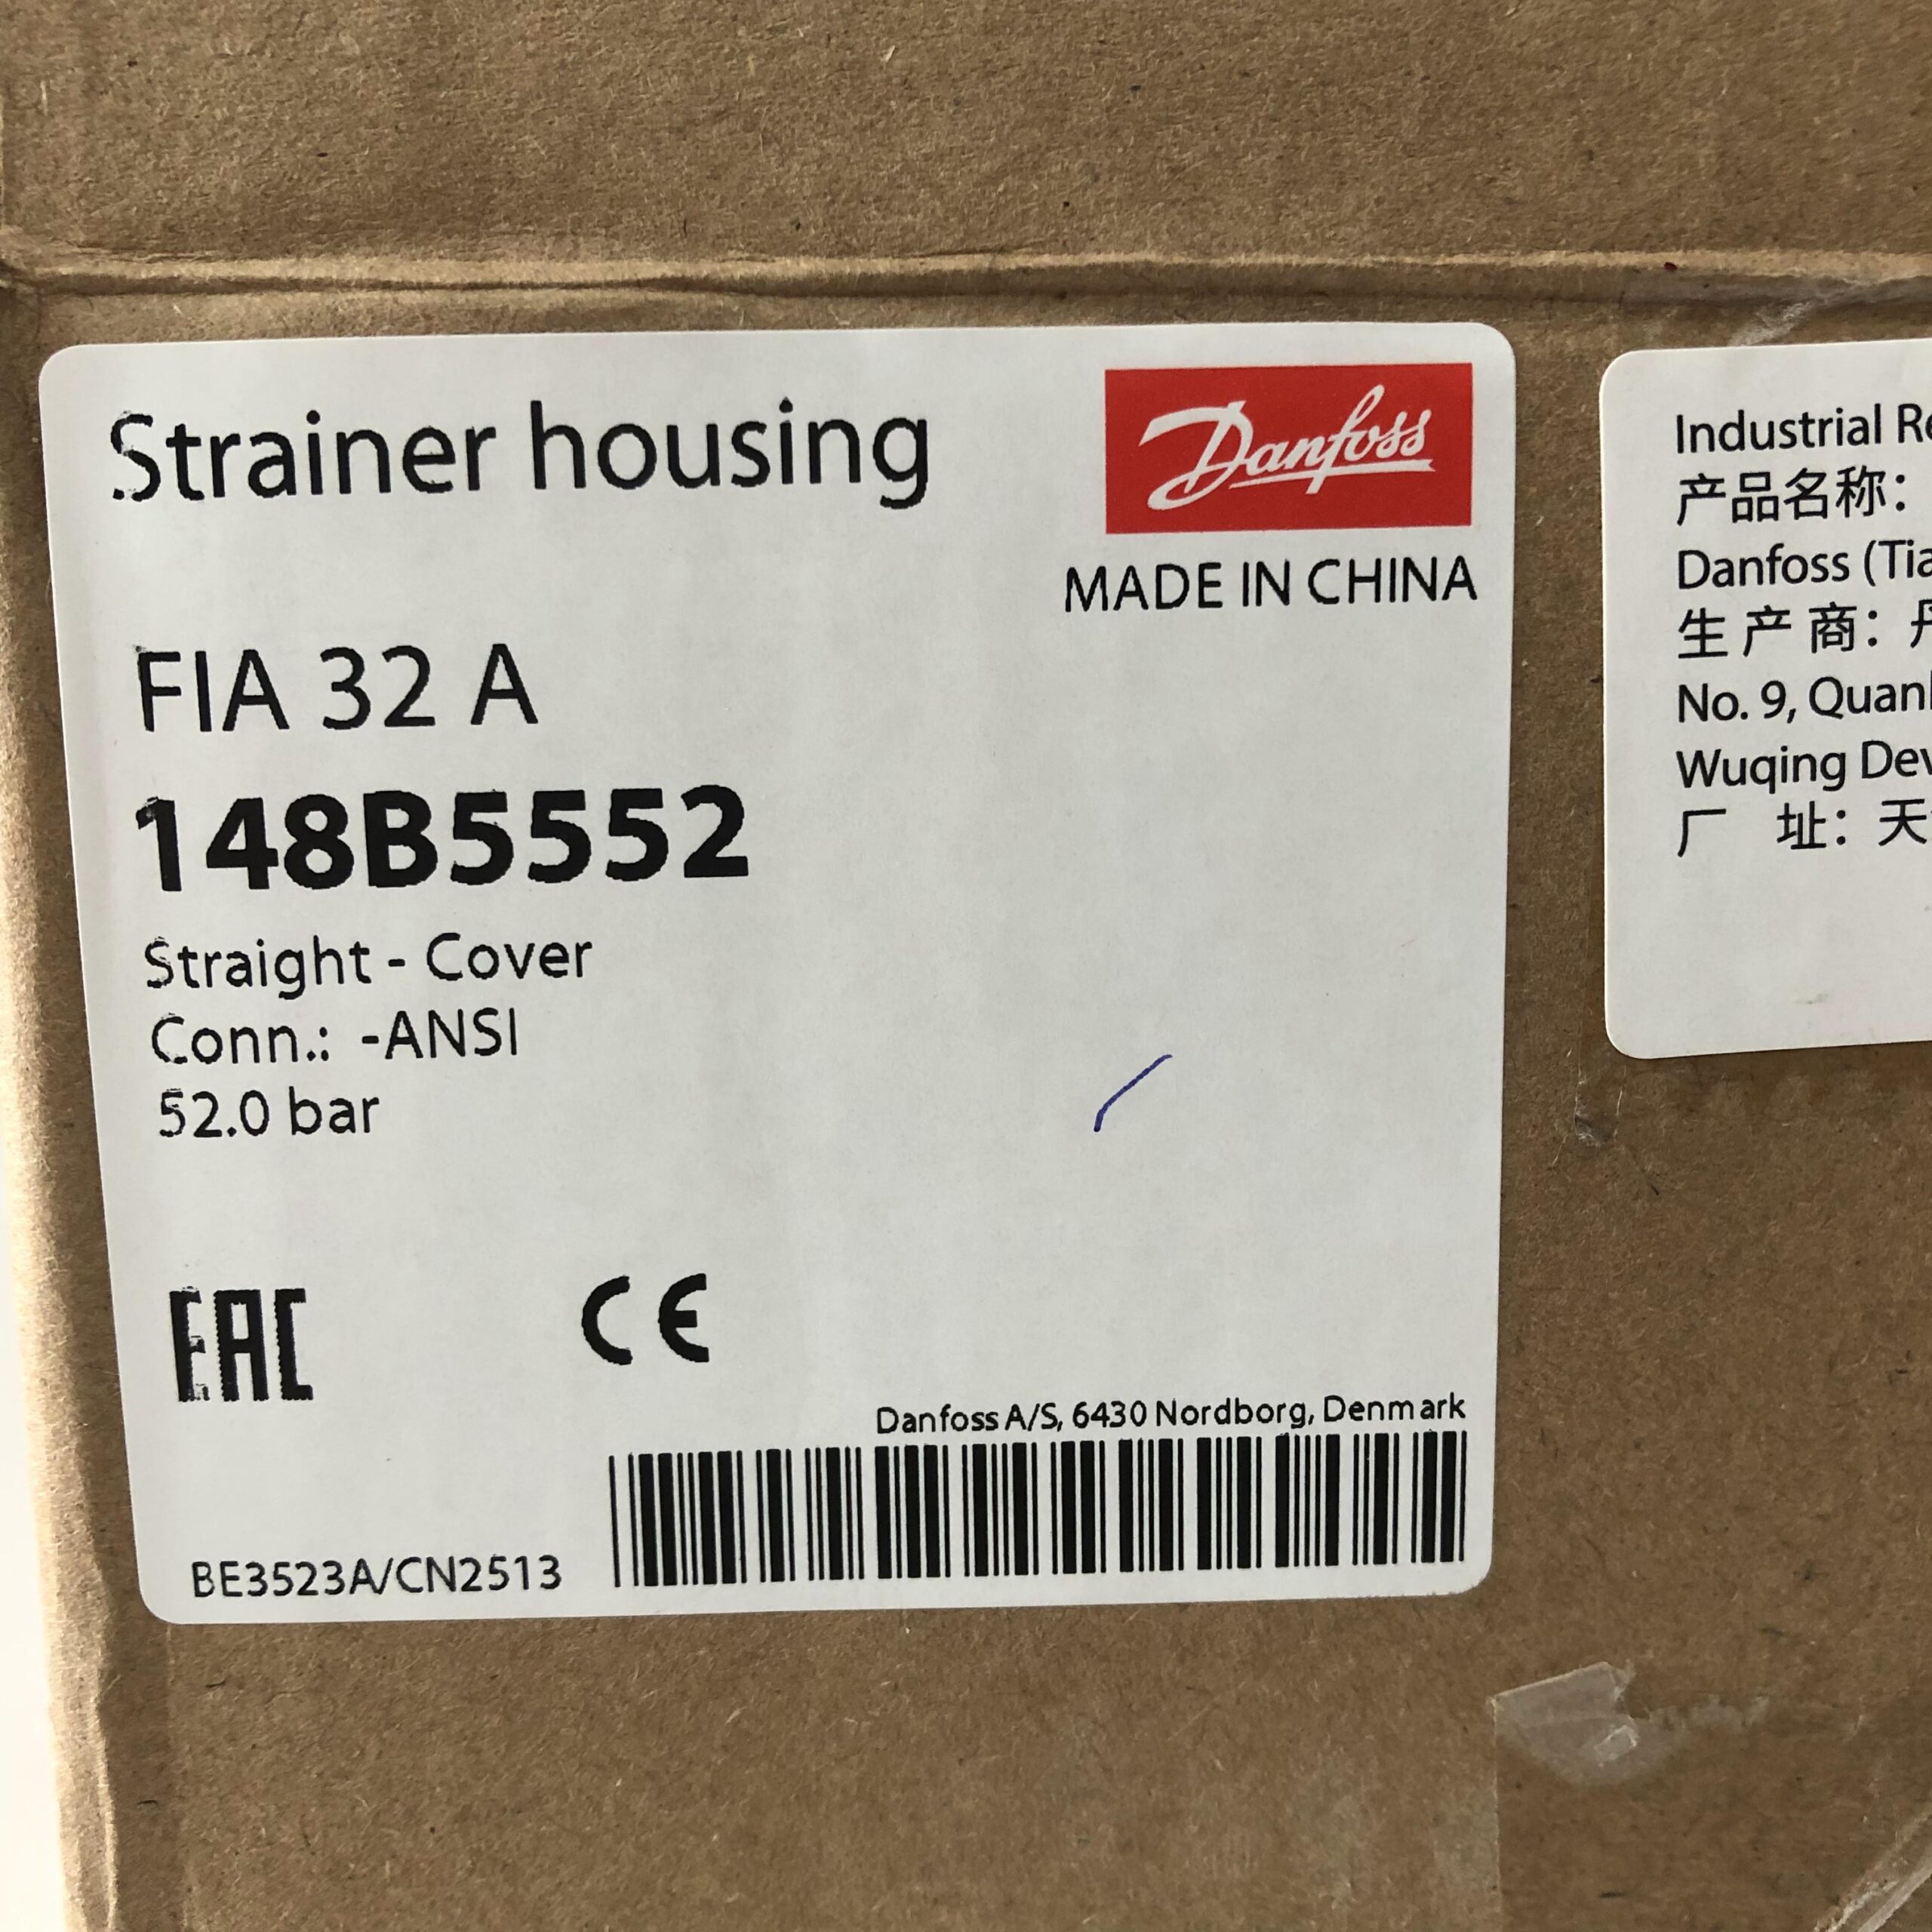 Strainer housing
Danfoss
MADE IN CHINA
FIA 32 A
148B5552
Straight - Cover
Conn.: -ANSI
52.0 bar
EAC
CE
Danfoss A/S, 6430 Nordborg, Denmark
BE3523A/CN2513
Industrial
产品名称：
Danfoss
生产商：
No. 9,
Wuqing
厂 址：天